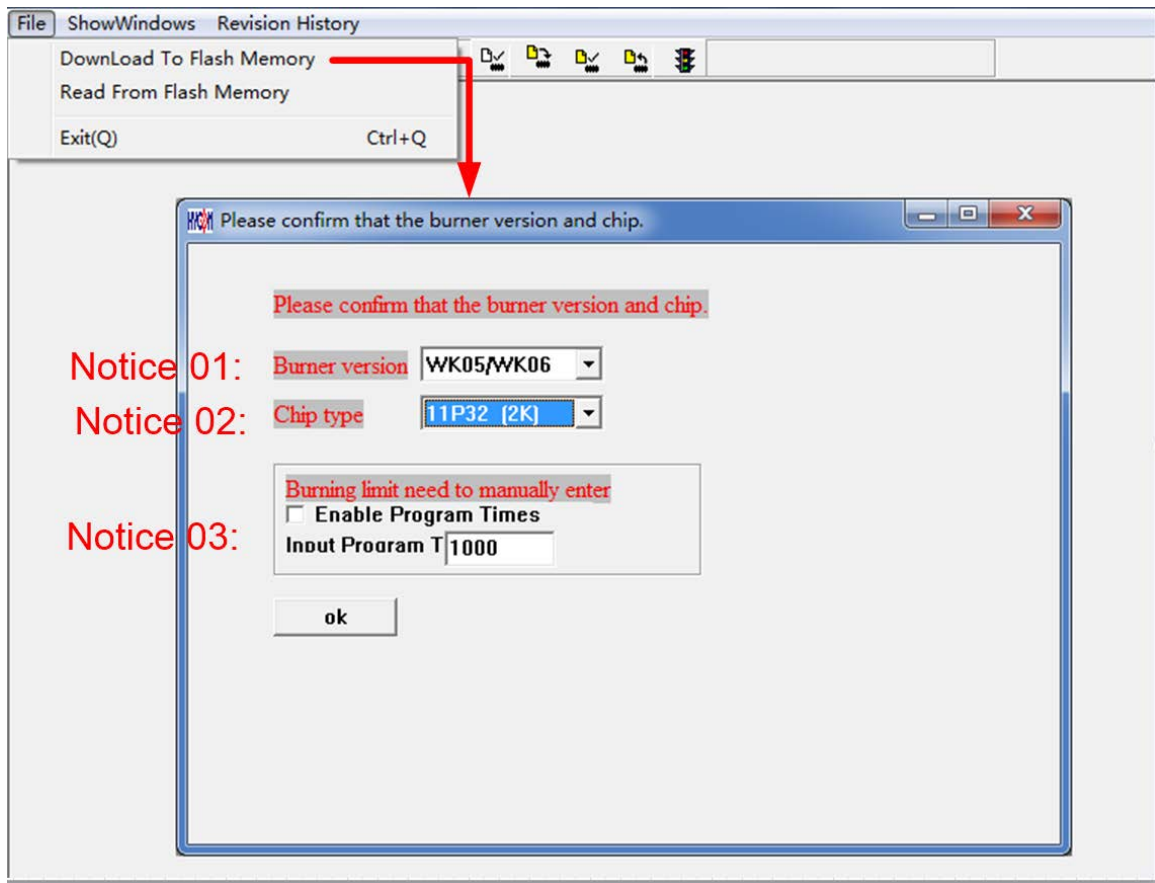 File ShowWindows Revision History
DownLoad To Flash Memory
Read From Flash Memory
Exit(Q) Ctrl+Q
HYCON Please confirm that the burner version and chip.
Please confirm that the burner version and chip.
Notice 01: Burner version WK05/WK06
Notice 02: Chip type 11P32 (2K)
Burning limit need to manually enter
Enable Program Times
Notice 03: Input Program T 1000
ok